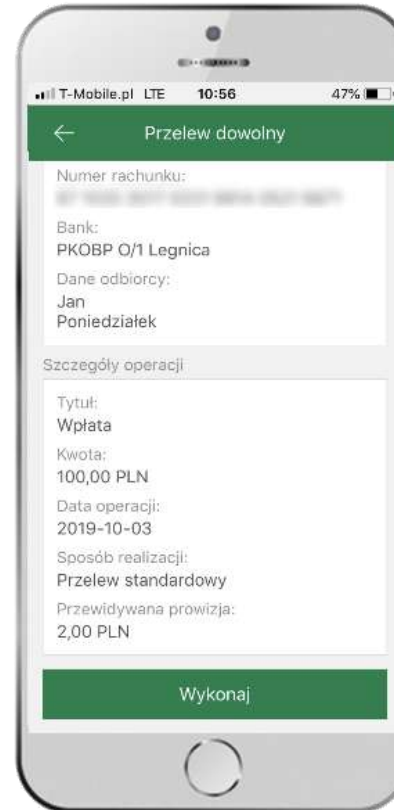 T-Mobile.pl LTE 10:56 47%
Przelew dowolny
Numer rachunku:
Bank:
PKOBP O/1 Legnica
Dane odbiorcy:
Jan
Poniedziałek
Szczegóły operacji
Tytuł:
Wpłata
Kwota:
100,00 PLN
Data operacji:
2019-10-03
Sposób realizacji:
Przelew standardowy
Przewidywana prowizja:
2,00 PLN
Wykonaj